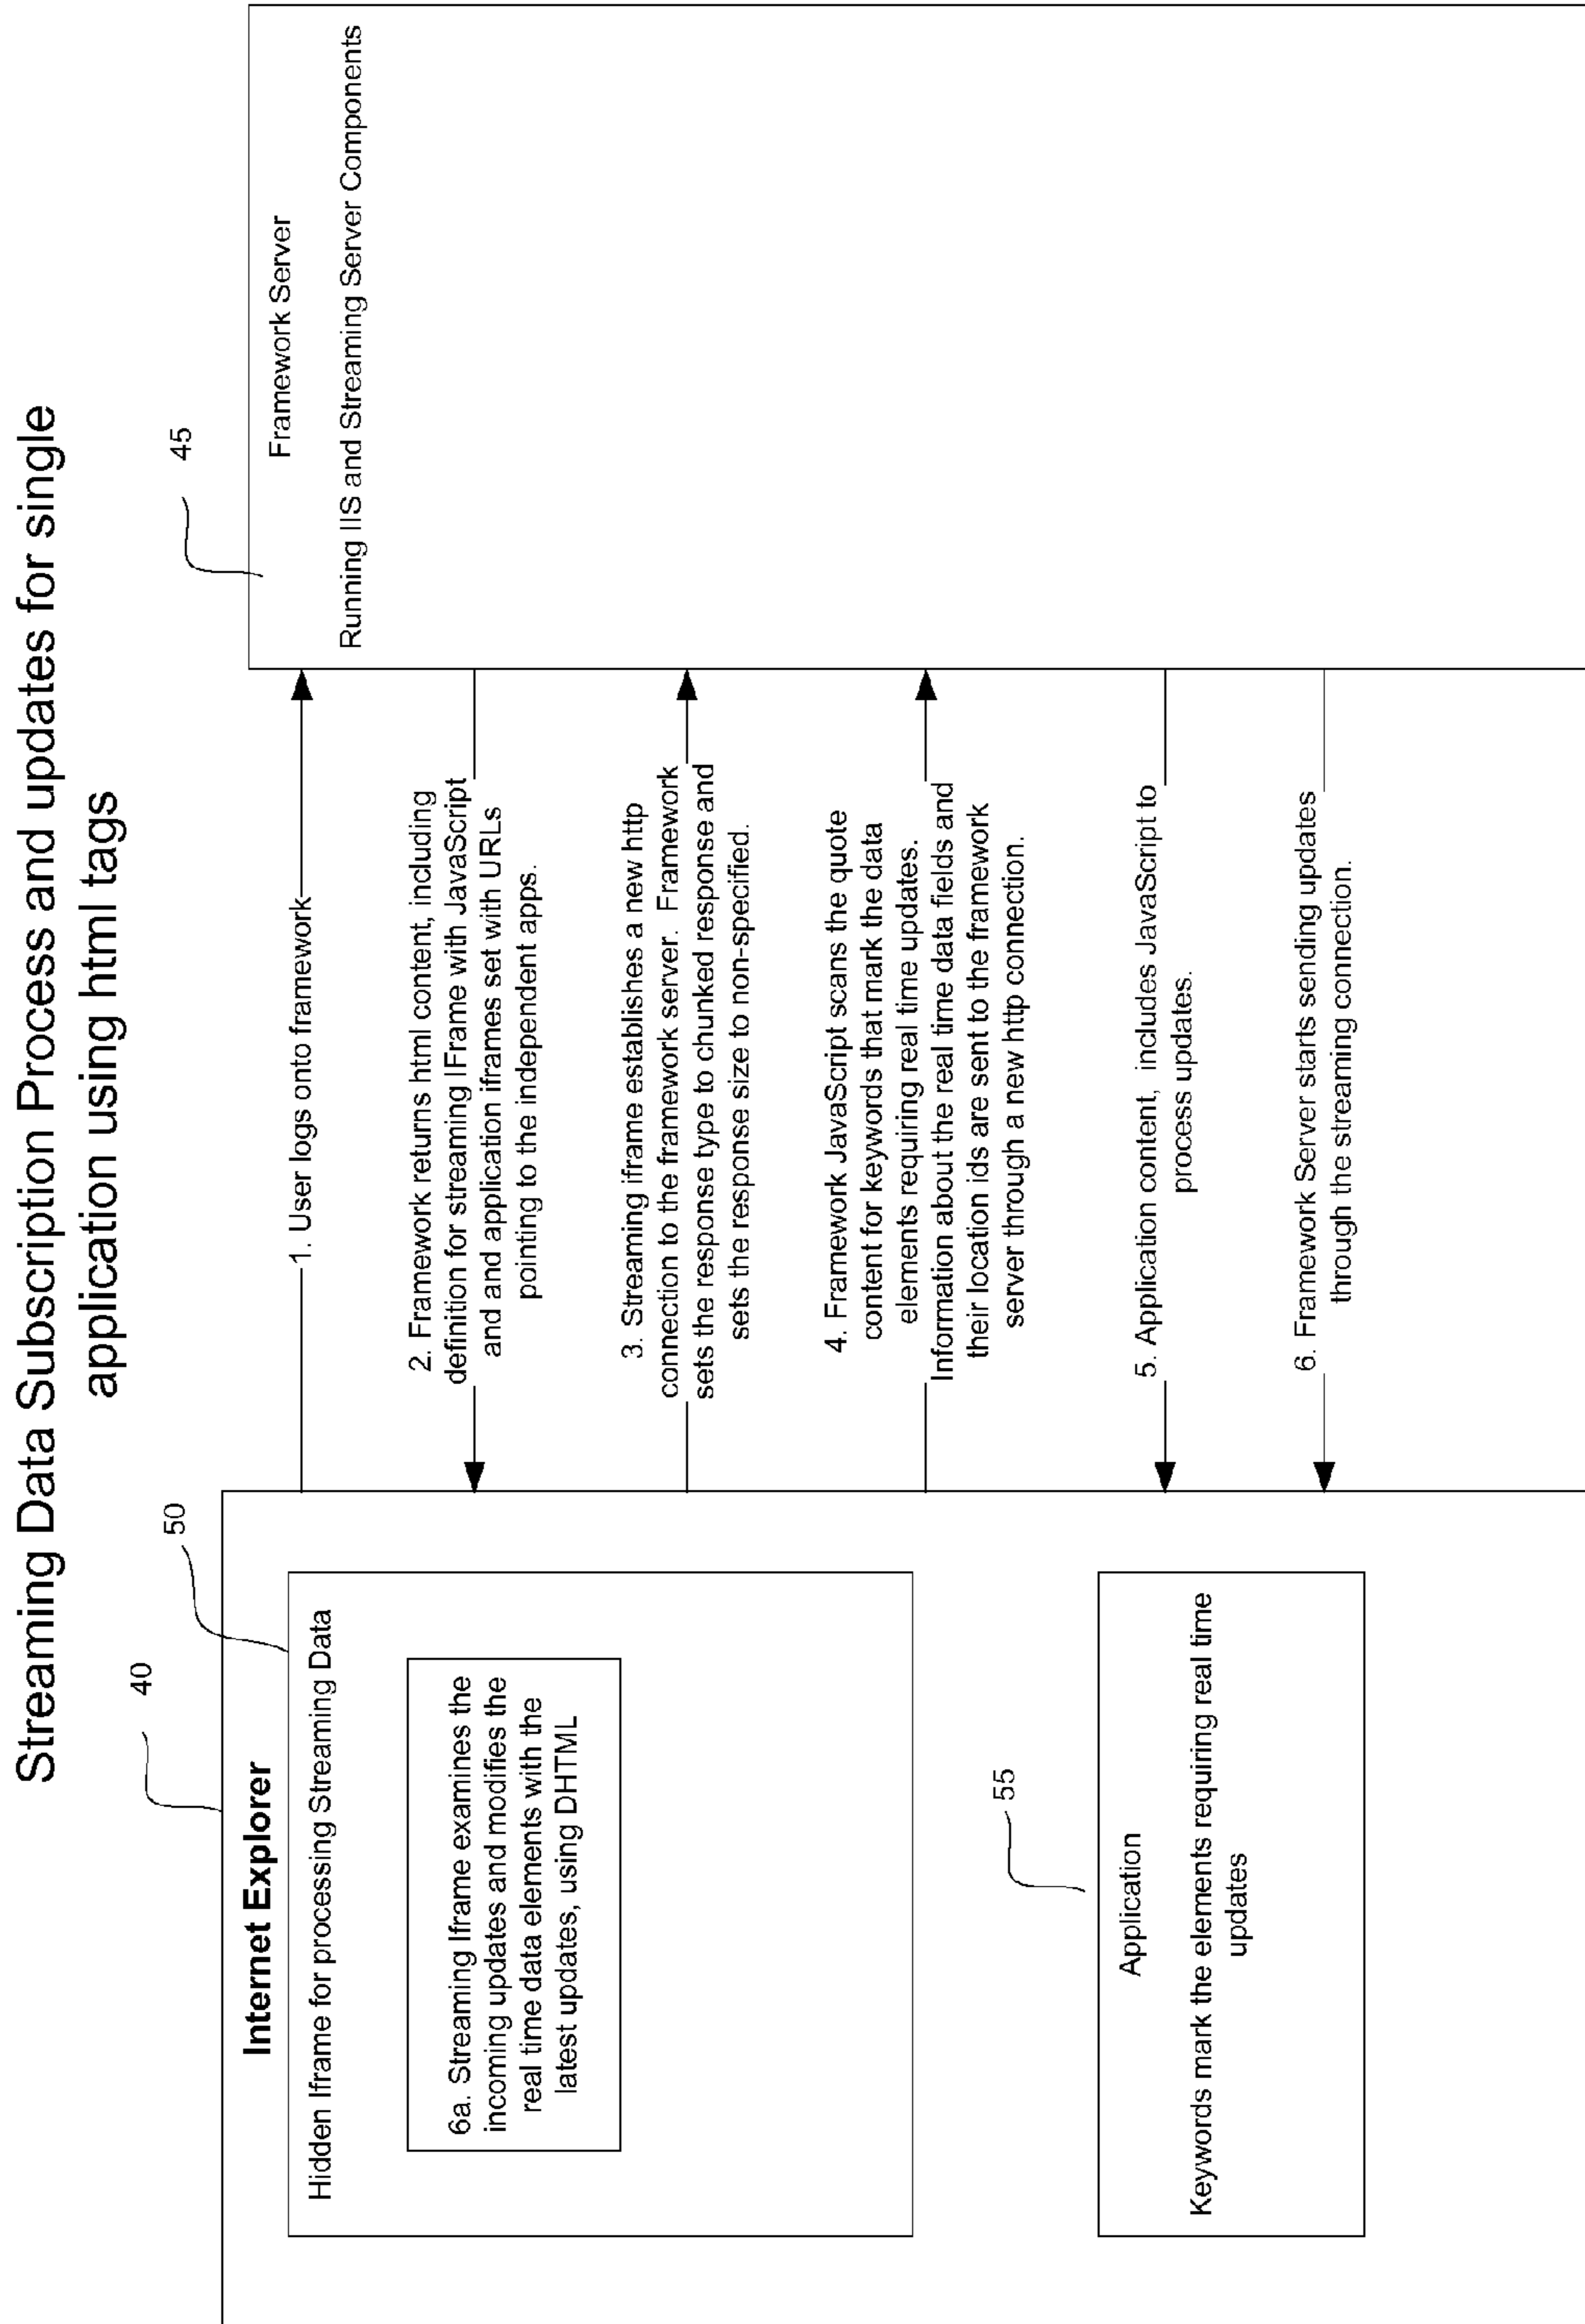 Streaming Data Subscription Process and updates for single
application using html tags
40
45
Internet Explorer
50
Hidden Iframe for processing Streaming Data
6a. Streaming Iframe examines the
incoming updates and modifies the
real time data elements with the
latest updates, using DHTML
55
Application
Keywords mark the elements requiring real time
updates
1. User logs onto framework
2. Framework returns html content, including
definition for streaming IFrame with JavaScript
and and application iframes set with URLs
pointing to the independent apps.
3. Streaming iframe establishes a new http
connection to the framework server.  Framework
sets the response type to chunked response and
sets the response size to non-specified.
4. Framework JavaScript scans the quote
content for keywords that mark the data
elements requiring real time updates.
Information about the real time data fields and
their location ids are sent to the framework
server through a new http connection.
5. Application content,  includes JavaScript to
process updates.
6. Framework Server starts sending updates
through the streaming connection.
Framework Server
Running IIS and Streaming Server Components